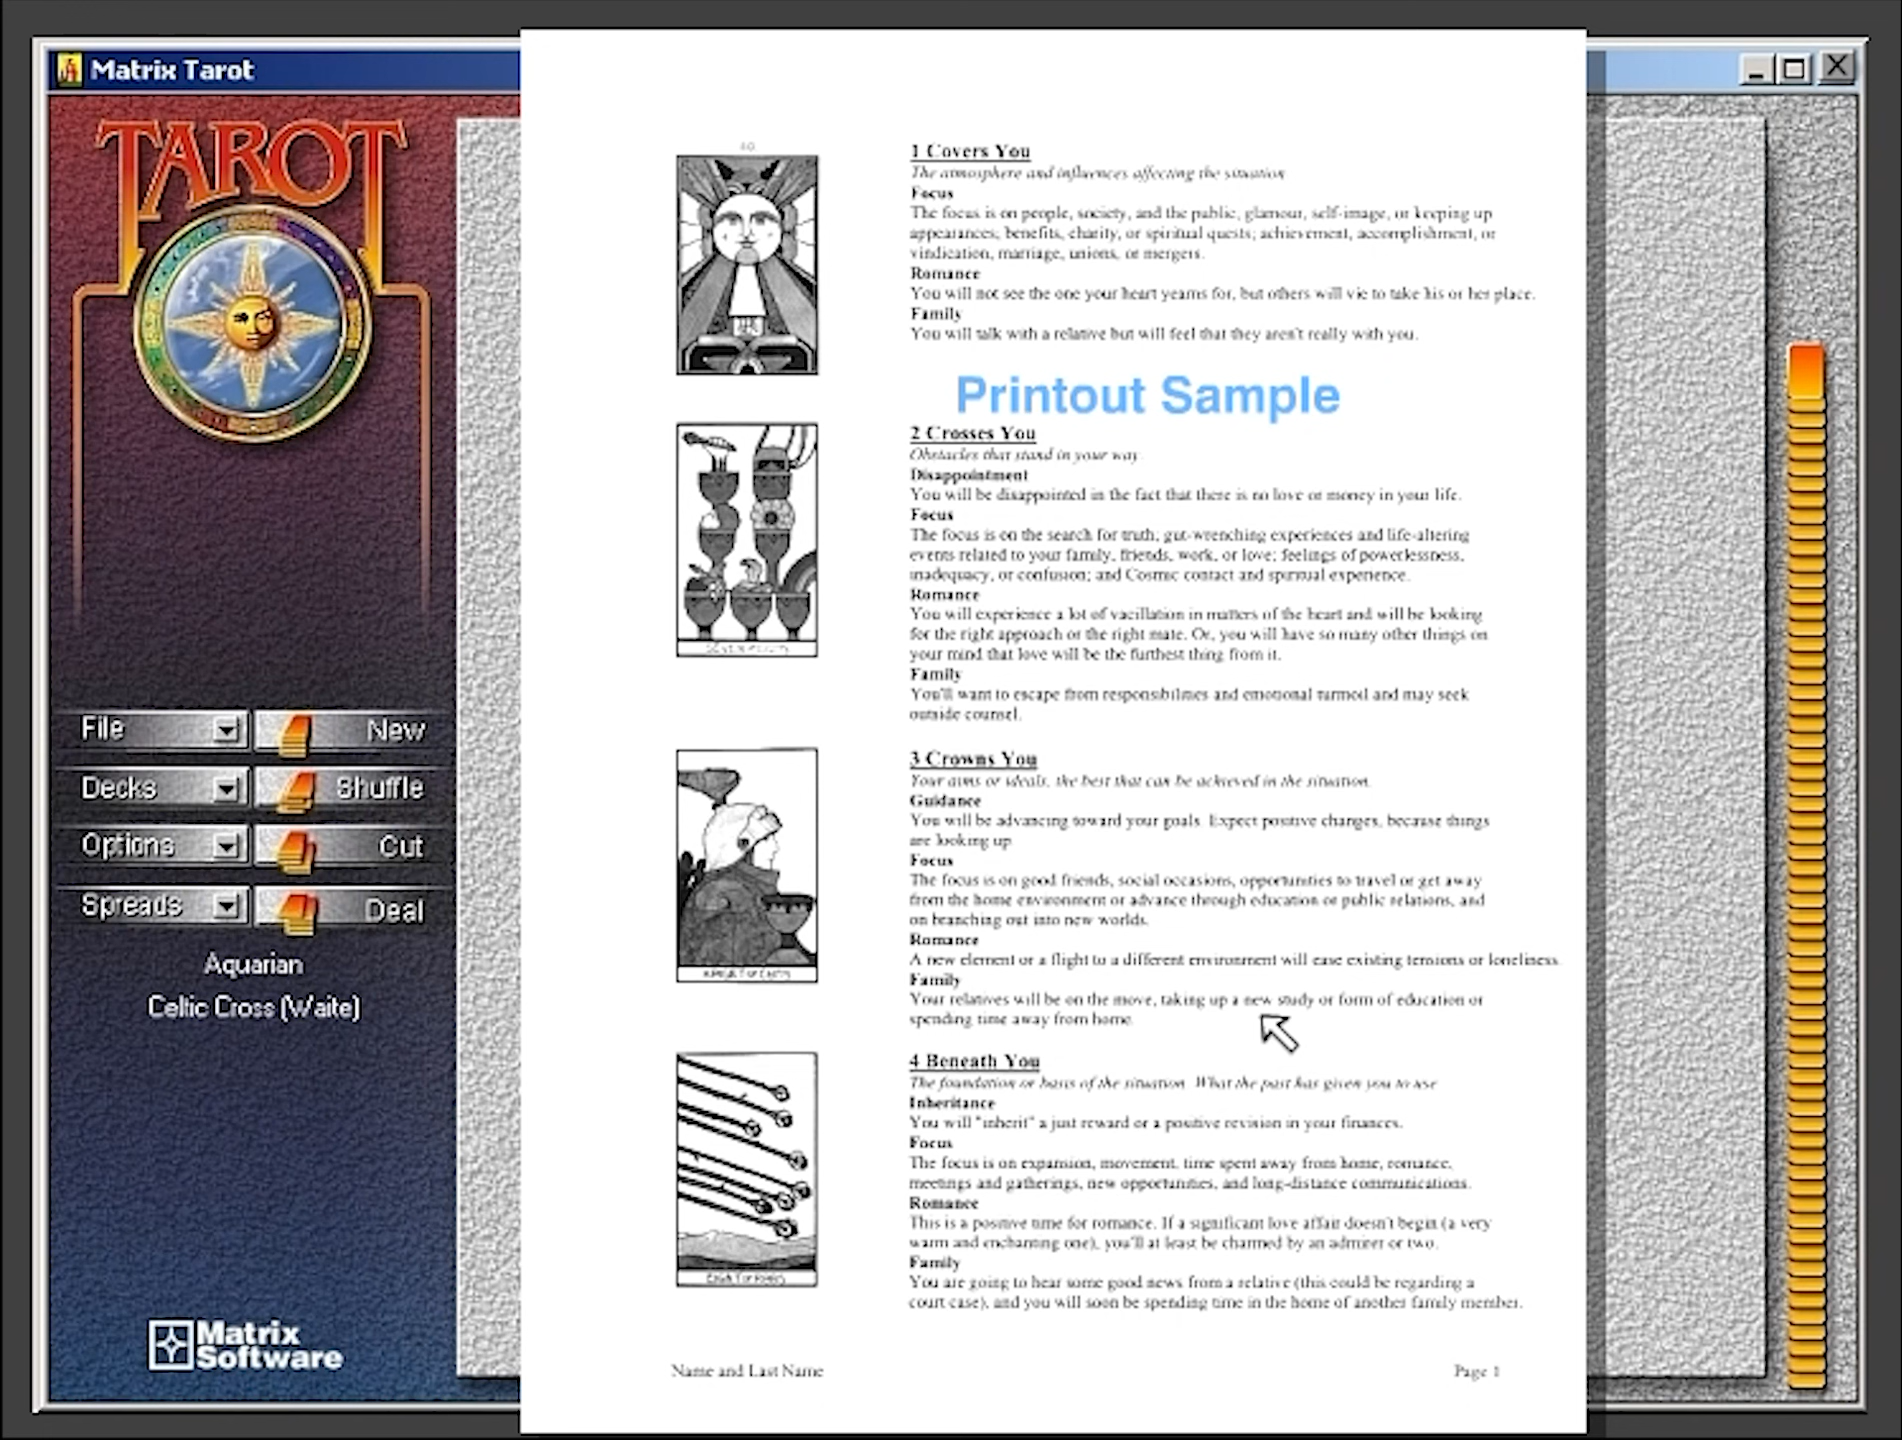 Matrix Tarot
TAROT
File
New
Decks
Shuffle
Options
Cut
Spreads
Deal
Aquarian
Celtic Cross (Waite)
Matrix
Software
1 Covers You
The atmosphere and influences affecting the situation
Focus
The focus is on people, society, and the public, glamour, self-image, or keeping up
appearances; benefits, charity, or spiritual quests; achievement, accomplishment, or
vindication, marriage, unions, or mergers.
Romance
You will not see the one your heart yearns for, but others will vie to take his or her place.
Family
You will talk with a relative but will feel that they aren't really with you.
Printout Sample
2 Crosses You
Obstacles that stand in your way
Disappointment
You will be disappointed in the fact that there is no love or money in your life.
Focus
The focus is on the search for truth, gut-wrenching experiences and life-altering
events related to your family, friends, work, or love; feelings of powerlessness,
inadequacy, or confusion; and Cosmic contact and spiritual experience.
Romance
You will experience a lot of vacillation in matters of the heart and will be looking
for the right approach or the right mate. Or, you will have so many other things on
your mind that love will be the furthest thing from it.
Family
You'll want to escape from responsibilities and emotional turmoil and may seek
outside counsel.
3 Crowns You
Your aims or ideals, the best that can be achieved in the situation.
Guidance
You will be advancing toward your goals. Expect positive changes, because things
are looking up
Focus
The focus is on good friends, social occasions, opportunities to travel or get away
from the home environment or advance through education or public relations, and
on branching out into new worlds.
Romance
A new element or a flight to a different environment will ease existing tensions or loneliness.
Family
Your relatives will be on the move, taking up a new study or form of education or
spending time away from home.
4 Beneath You
The foundation or basis of the situation. What the past has given you to use
Inheritance
You will "inherit" a just reward or a positive revision in your finances.
Focus
The focus is on expansion, movement, time spent away from home, romance,
meetings and gatherings, new opportunities, and long-distance communications.
Romance
This is a positive time for romance. If a significant love affair doesn't begin (a very
warm and enchanting one), you'll at least be charmed by an admirer or two.
Family
You are going to hear some good news from a relative (this could be regarding a
court case), and you will soon be spending time in the home of another family member.
Name and Last Name
Page 1